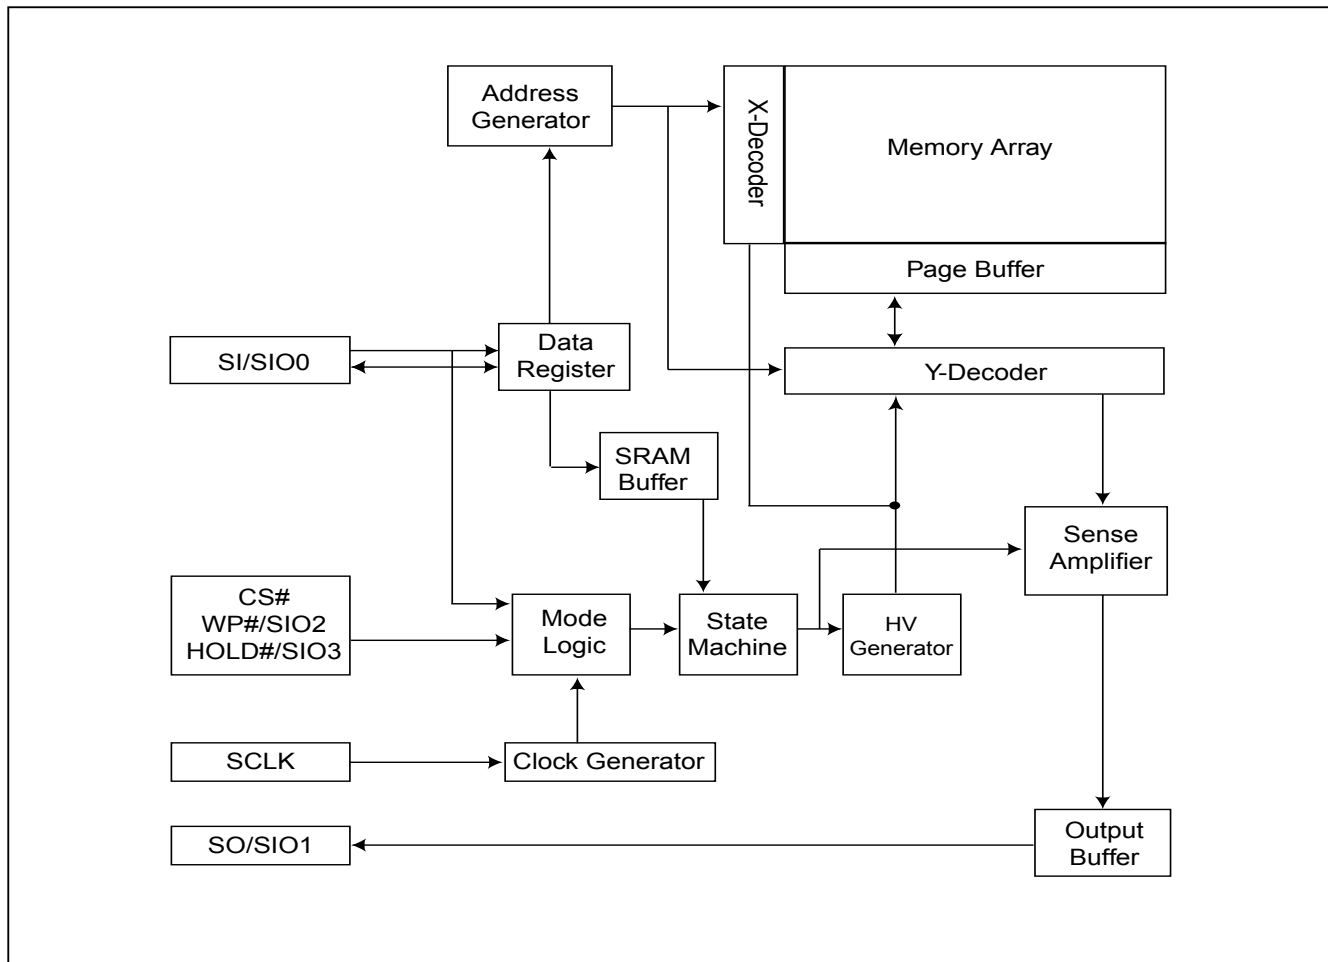 Address
Generator
X-Decoder
Memory Array
Page Buffer
SI/SIO0
Data
Register
Y-Decoder
SRAM
Buffer
Sense
Amplifier
CS#
WP#/SIO2
HOLD#/SIO3
Mode
Logic
State
Machine
HV
Generator
SCLK
Clock Generator
SO/SIO1
Output
Buffer